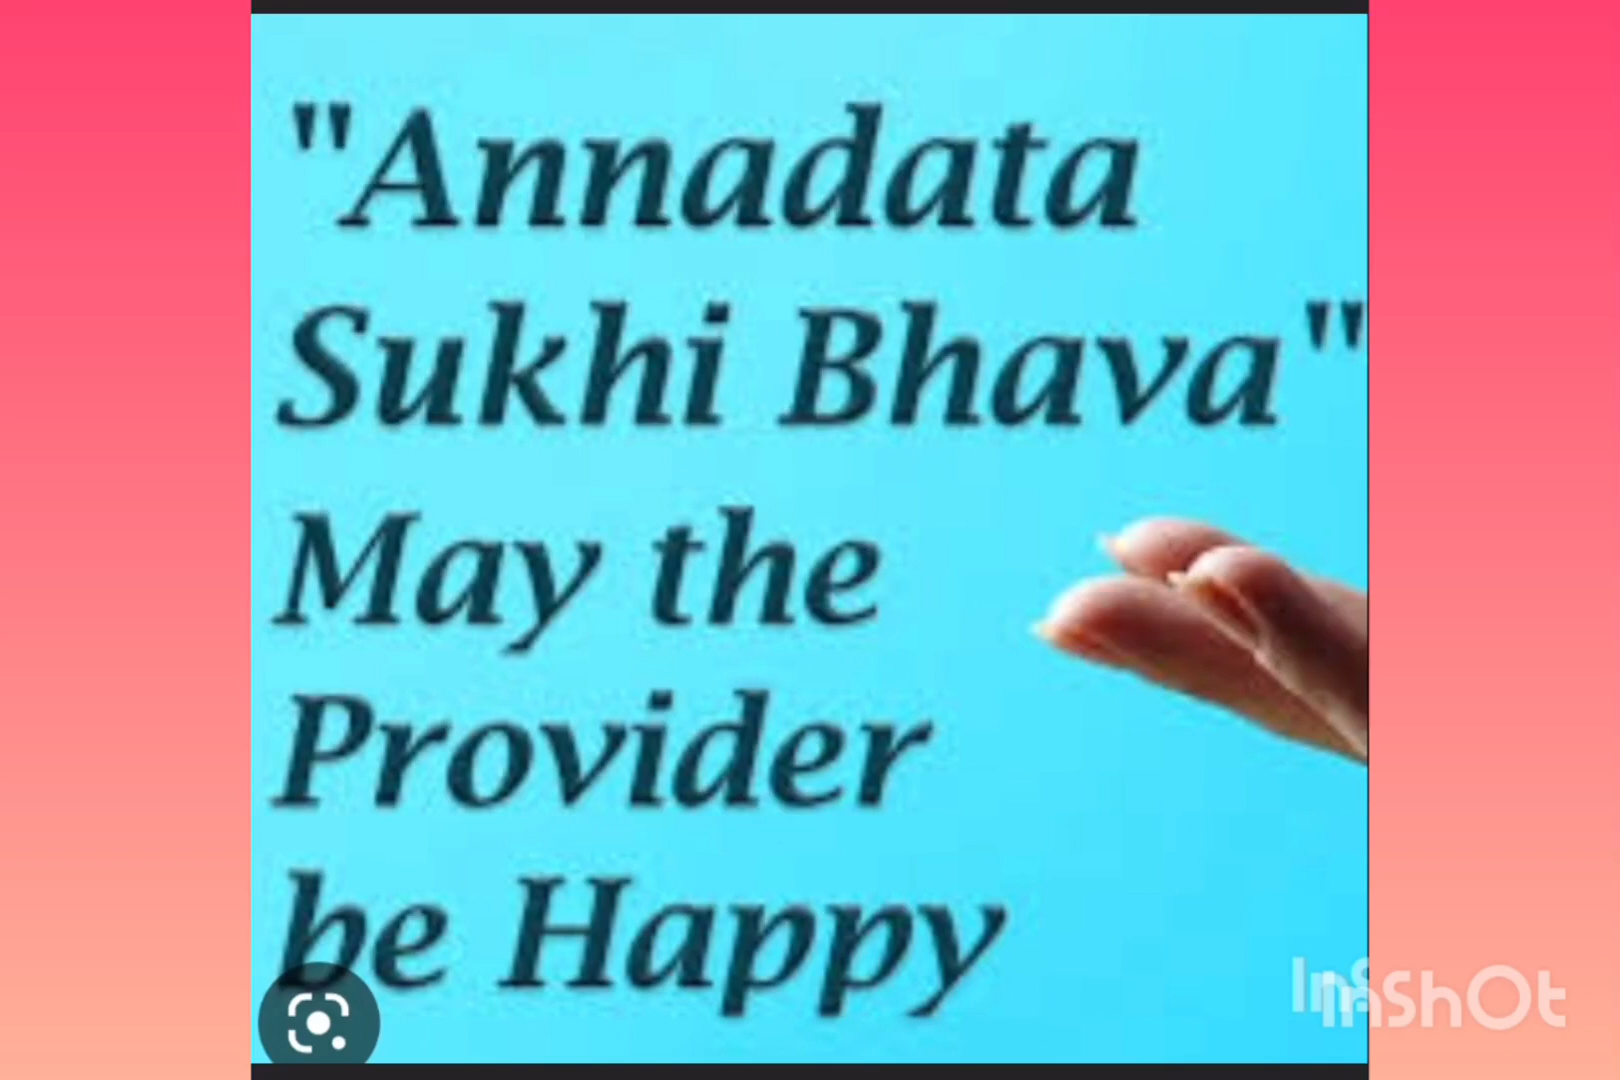 "Annadata
Sukhi Bhava"
May the
Provider
be Happy
InShOt